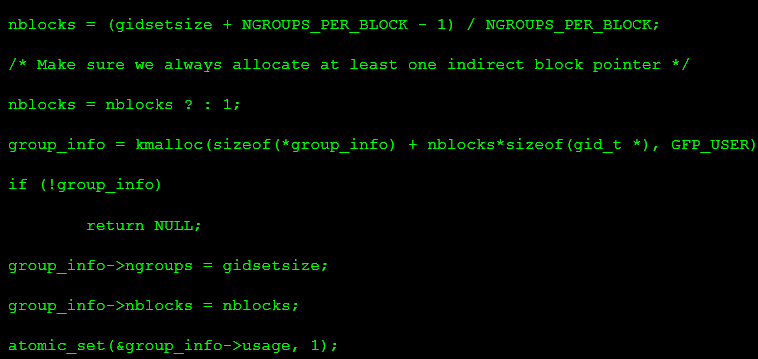 nblocks = (gidsetsize + NGROUPS_PER_BLOCK - 1) / NGROUPS_PER_BLOCK;
/* Make sure we always allocate at least one indirect block pointer */
nblocks = nblocks ? : 1;
group_info = kmalloc(sizeof(*group_info) + nblocks*sizeof(gid_t *), GFP_USER)
if (!group_info)
        return NULL;
group_info->ngroups = gidsetsize;
group_info->nblocks = nblocks;
atomic_set(&group_info->usage, 1);